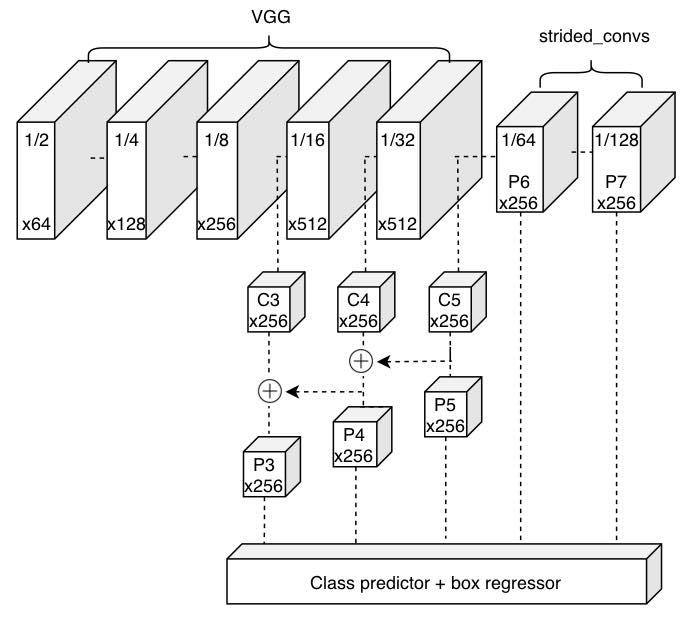 VGG
strided_convs
1/2
1/4
1/8
1/16
1/32
1/64
1/128
P6
P7
x64
x128
x256
x512
x512
x256
x256
C3
x256
C4
x256
C5
x256
P5
x256
P4
x256
P3
x256
Class predictor + box regressor